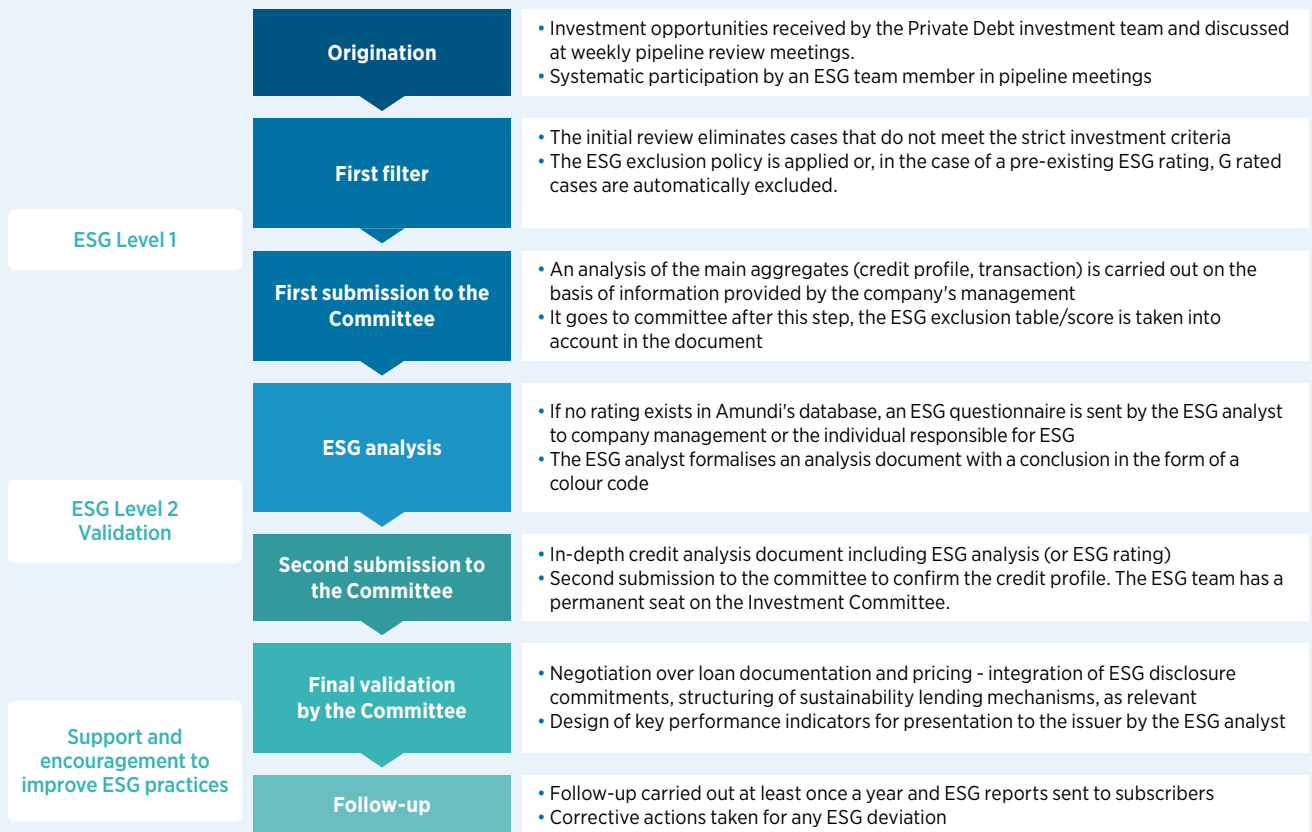 Origination
• Investment opportunities received by the Private Debt investment team and discussed
at weekly pipeline review meetings.
• Systematic participation by an ESG team member in pipeline meetings
First filter
• The initial review eliminates cases that do not meet the strict investment criteria
• The ESG exclusion policy is applied or, in the case of a pre-existing ESG rating, G rated
cases are automatically excluded.
ESG Level 1
First submission to the
Committee
• An analysis of the main aggregates (credit profile, transaction) is carried out on the
basis of information provided by the company's management
• It goes to committee after this step, the ESG exclusion table/score is taken into
account in the document
ESG analysis
• If no rating exists in Amundi's database, an ESG questionnaire is sent by the ESG analyst
to company management or the individual responsible for ESG
• The ESG analyst formalises an analysis document with a conclusion in the form of a
colour code
ESG Level 2
Validation
Second submission to
the Committee
• In-depth credit analysis document including ESG analysis (or ESG rating)
• Second submission to the committee to confirm the credit profile. The ESG team has a
permanent seat on the Investment Committee.
Final validation
by the Committee
• Negotiation over loan documentation and pricing - integration of ESG disclosure
commitments, structuring of sustainability lending mechanisms, as relevant
• Design of key performance indicators for presentation to the issuer by the ESG analyst
Support and
encouragement to
improve ESG practices
Follow-up
• Follow-up carried out at least once a year and ESG reports sent to subscribers
• Corrective actions taken for any ESG deviation